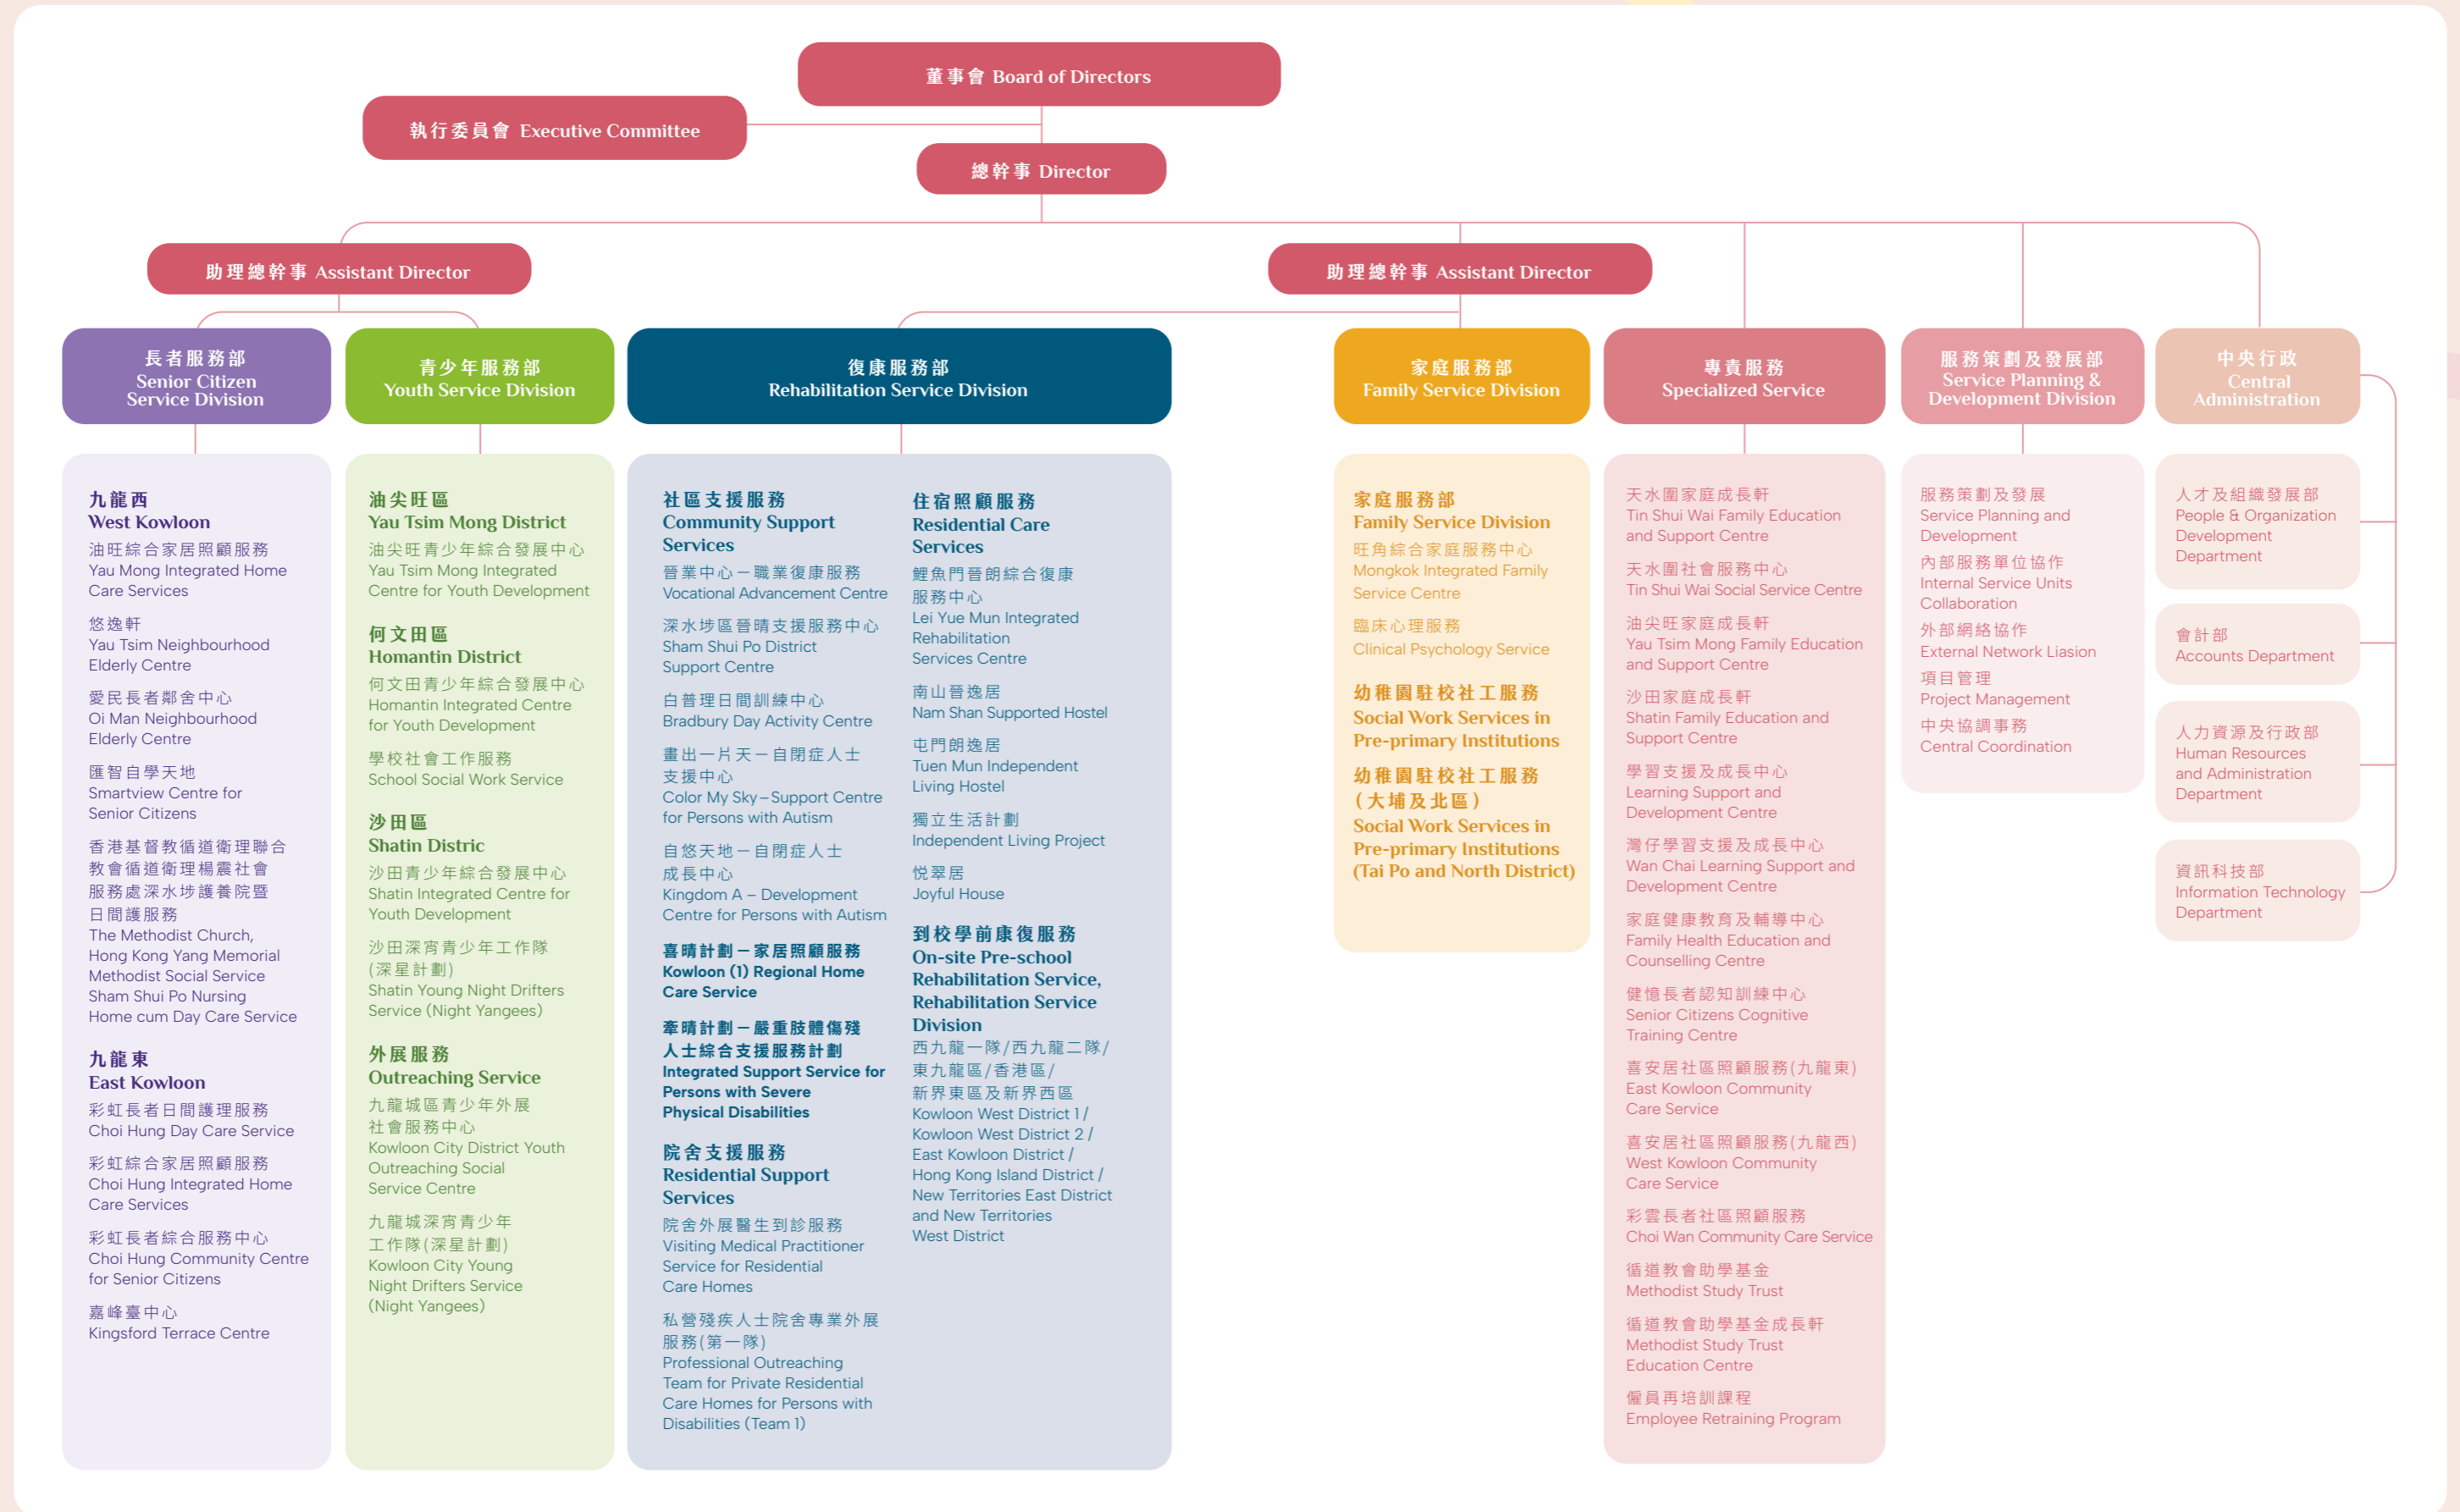 董事會 Board of Directors
執行委員會 Executive Committee
總幹事 Director
助理總幹事 Assistant Director
助理總幹事 Assistant Director
長者服務部
Senior Citizen
Service Division
青少年服務部
Youth Service Division
復康服務部
Rehabilitation Service Division
家庭服務部
Family Service Division
專責服務
Specialized Service
服務策劃及發展部
Service Planning &
Development Division
中央行政
Central
Administration
九龍西
West Kowloon
油旺綜合家居照顧服務
Yau Mong Integrated Home
Care Services
悠逸軒
Yau Tsim Neighbourhood
Elderly Centre
愛民長者鄰舍中心
Oi Man Neighbourhood
Elderly Centre
匯智自學天地
Smartview Centre for
Senior Citizens
香港基督教循道衛理聯合
教會循道衛理楊震社會
服務處深水埗護養院暨
日間護服務
The Methodist Church,
Hong Kong Yang Memorial
Methodist Social Service
Sham Shui Po Nursing
Home cum Day Care Service
九龍東
East Kowloon
彩虹長者日間護理服務
Choi Hung Day Care Service
彩虹綜合家居照顧服務
Choi Hung Integrated Home
Care Services
彩虹長者綜合服務中心
Choi Hung Community Centre
for Senior Citizens
嘉峰臺中心
Kingsford Terrace Centre
油尖旺區
Yau Tsim Mong District
油尖旺青少年綜合發展中心
Yau Tsim Mong Integrated
Centre for Youth Development
何文田區
Homantin District
何文田青少年綜合發展中心
Homantin Integrated Centre
for Youth Development
學校社會工作服務
School Social Work Service
沙田區
Shatin Distric
沙田青少年綜合發展中心
Shatin Integrated Centre for
Youth Development
沙田深宵青少年工作隊
(深星計劃)
Shatin Young Night Drifters
Service (Night Yangees)
外展服務
Outreaching Service
九龍城區青少年外展
社會服務中心
Kowloon City District Youth
Outreaching Social
Service Centre
九龍城深宵青少年
工作隊(深星計劃)
Kowloon City Young
Night Drifters Service
(Night Yangees)
社區支援服務
Community Support
Services
晉業中心－職業復康服務
Vocational Advancement Centre
深水埗區晉晴支援服務中心
Sham Shui Po District
Support Centre
白普理日間訓練中心
Bradbury Day Activity Centre
畫出一片天－自閉症人士
支援中心
Color My Sky – Support Centre
for Persons with Autism
自悠天地－自閉症人士
成長中心
Kingdom A – Development
Centre for Persons with Autism
喜晴計劃－家居照顧服務
Kowloon (1) Regional Home
Care Service
牽晴計劃－嚴重肢體傷殘
人士綜合支援服務計劃
Integrated Support Service for
Persons with Severe
Physical Disabilities
院舍支援服務
Residential Support
Services
院舍外展醫生到診服務
Visiting Medical Practitioner
Service for Residential
Care Homes
私營殘疾人士院舍專業外展
服務(第一隊)
Professional Outreaching
Team for Private Residential
Care Homes for Persons with
Disabilities (Team 1)
住宿照顧服務
Residential Care
Services
鯉魚門晉朗綜合復康
服務中心
Lei Yue Mun Integrated
Rehabilitation
Services Centre
南山晉逸居
Nam Shan Supported Hostel
屯門朗逸居
Tuen Mun Independent
Living Hostel
獨立生活計劃
Independent Living Project
悦翠居
Joyful House
到校學前康復服務
On-site Pre-school
Rehabilitation Service,
Rehabilitation Service
Division
西九龍一隊/西九龍二隊/
東九龍區/香港區/
新界東區及新界西區
Kowloon West District 1 /
Kowloon West District 2 /
East Kowloon District /
Hong Kong Island District /
New Territories East District
and New Territories
West District
家庭服務部
Family Service Division
旺角綜合家庭服務中心
Mongkok Integrated Family
Service Centre
臨床心理服務
Clinical Psychology Service
幼稚園駐校社工服務
Social Work Services in
Pre-primary Institutions
幼稚園駐校社工服務
(大埔及北區)
Social Work Services in
Pre-primary Institutions
(Tai Po and North District)
天水圍家庭成長軒
Tin Shui Wai Family Education
and Support Centre
天水圍社會服務中心
Tin Shui Wai Social Service Centre
油尖旺家庭成長軒
Yau Tsim Mong Family Education
and Support Centre
沙田家庭成長軒
Shatin Family Education and
Support Centre
學習支援及成長中心
Learning Support and
Development Centre
灣仔學習支援及成長中心
Wan Chai Learning Support and
Development Centre
家庭健康教育及輔導中心
Family Health Education and
Counselling Centre
健憶長者認知訓練中心
Senior Citizens Cognitive
Training Centre
喜安居社區照顧服務(九龍東)
East Kowloon Community
Care Service
喜安居社區照顧服務(九龍西)
West Kowloon Community
Care Service
彩雲長者社區照顧服務
Choi Wan Community Care Service
循道教會助學基金
Methodist Study Trust
循道教會助學基金成長軒
Methodist Study Trust
Education Centre
僱員再培訓課程
Employee Retraining Program
服務策劃及發展
Service Planning and
Development
內部服務單位協作
Internal Service Units
Collaboration
外部網絡協作
External Network Liasion
項目管理
Project Management
中央協調事務
Central Coordination
人才及組織發展部
People & Organization
Development
Department
會計部
Accounts Department
人力資源及行政部
Human Resources
and Administration
Department
資訊科技部
Information Technology
Department